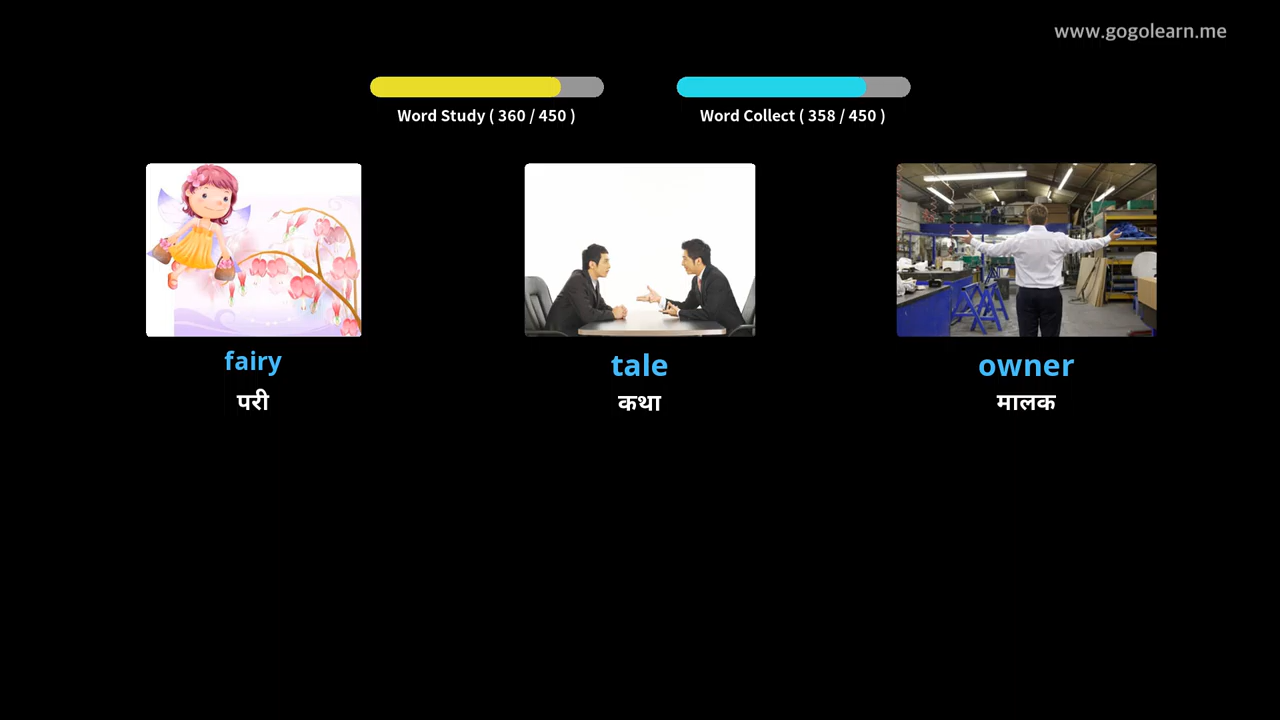 www.gogolearn.me
Word Study ( 360 / 450 )
Word Collect ( 358 / 450 )
fairy
tale
owner
परी
कथा
मालक